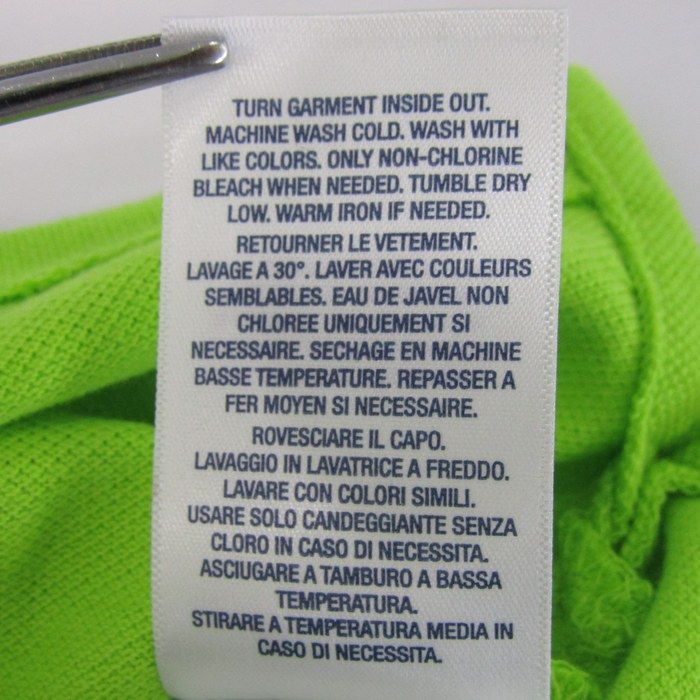 TURN GARMENT INSIDE OUT.
MACHINE WASH COLD. WASH WITH
LIKE COLORS. ONLY NON-CHLORINE
BLEACH WHEN NEEDED. TUMBLE DRY
LOW. WARM IRON IF NEEDED.
RETOURNER LE VETEMENT.
LAVAGE A 30°. LAVER AVEC COULEURS
SEMBLABLES. EAU DE JAVEL NON
CHLOREE UNIQUEMENT SI
NECESSAIRE. SECHAGE EN MACHINE
BASSE TEMPERATURE. REPASSER A
FER MOYEN SI NECESSAIRE.
ROVESCIARE IL CAPO.
LAVAGGIO IN LAVATRICE A FREDDO.
LAVARE CON COLORI SIMILI.
USARE SOLO CANDEGGIANTE SENZA
CLORO IN CASO DI NECESSITA.
ASCIUGARE A TAMBURO A BASSA
TEMPERATURA.
STIRARE A TEMPERATURA MEDIA IN
CASO DI NECESSITA.